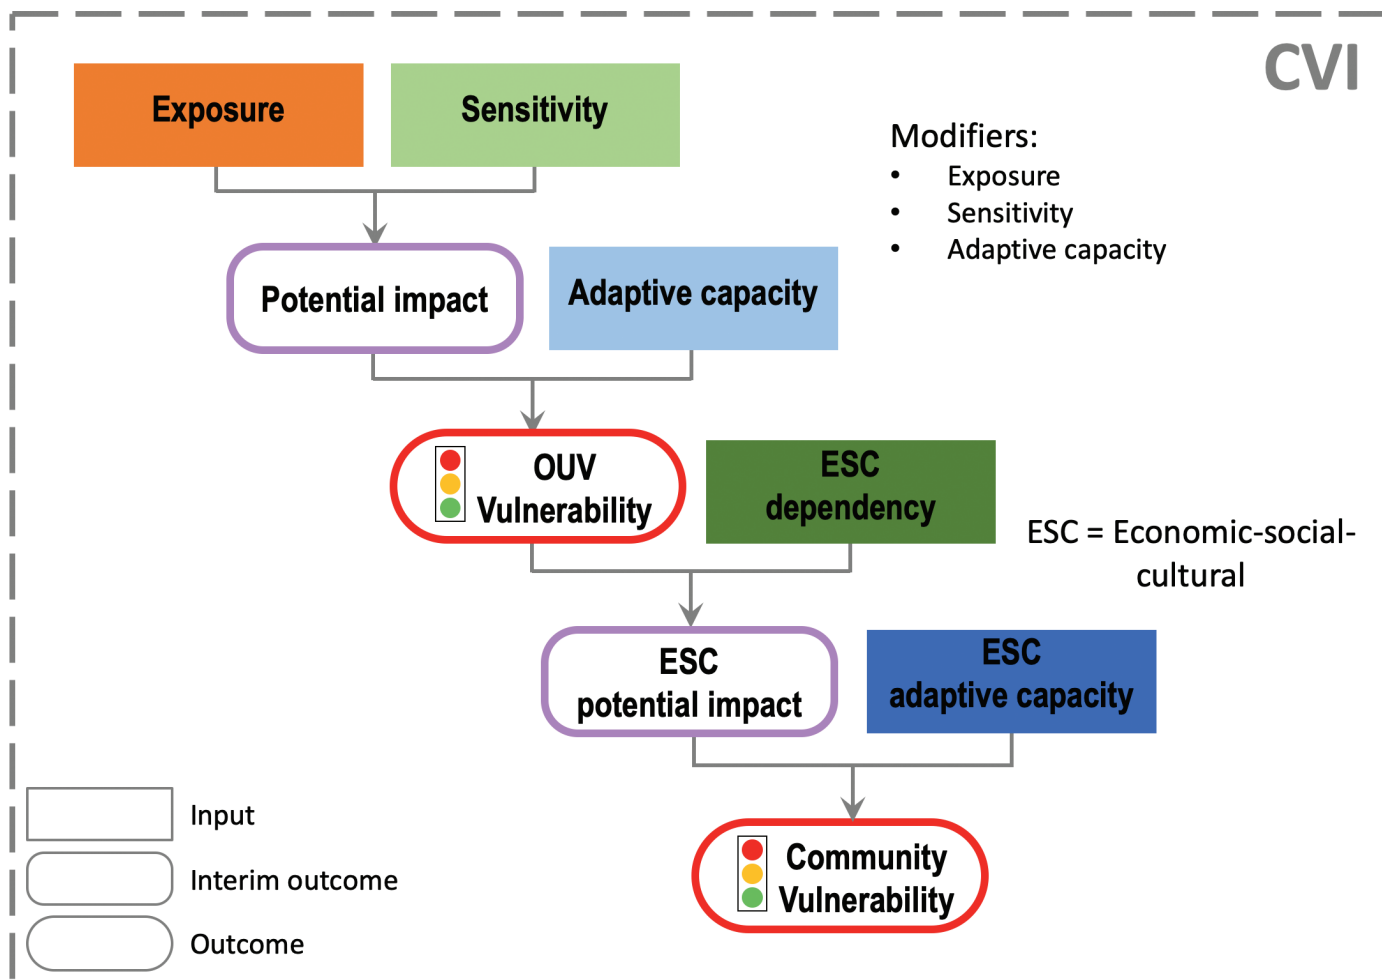 CVI
Exposure
Sensitivity
Modifiers:
• Exposure
• Sensitivity
• Adaptive capacity
Potential impact
Adaptive capacity
OUV
Vulnerability
ESC
dependency
ESC = Economic-social-
cultural
ESC
potential impact
ESC
adaptive capacity
Community
Vulnerability
Input
Interim outcome
Outcome